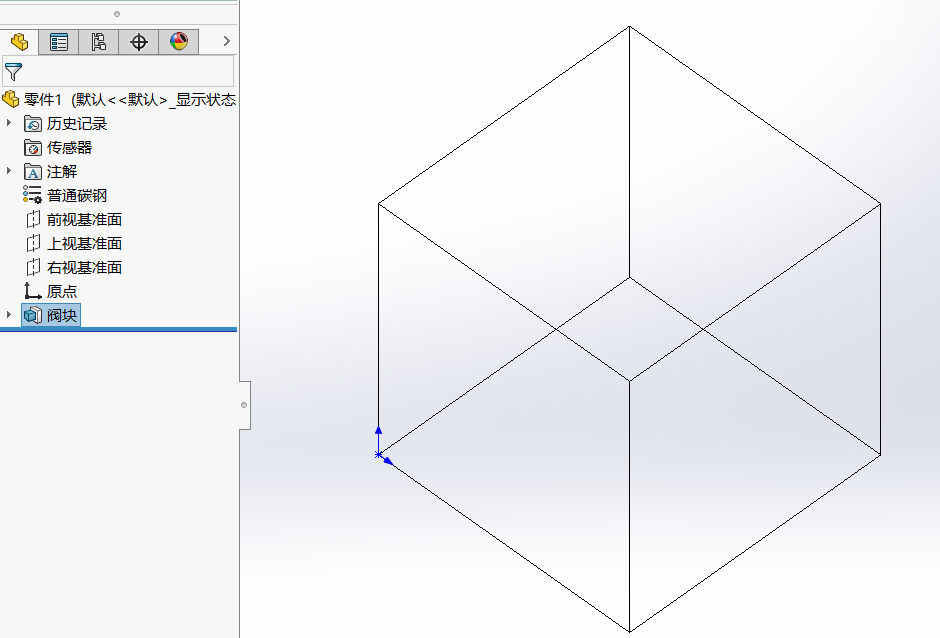 零件1 (默认<<默认>_显示状态
历史记录
传感器
注解
普通碳钢
前视基准面
上视基准面
右视基准面
原点
阀块